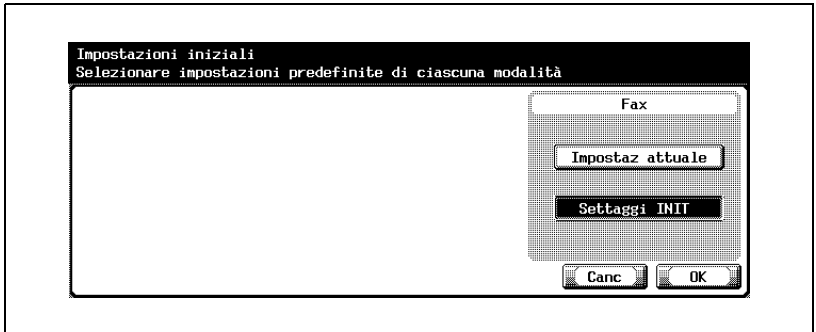 Impostazioni iniziali
Selezionare impostazioni predefinite di ciascuna modalità
Fax
Impostaz attuale
Settaggi INIT
Canc
OK